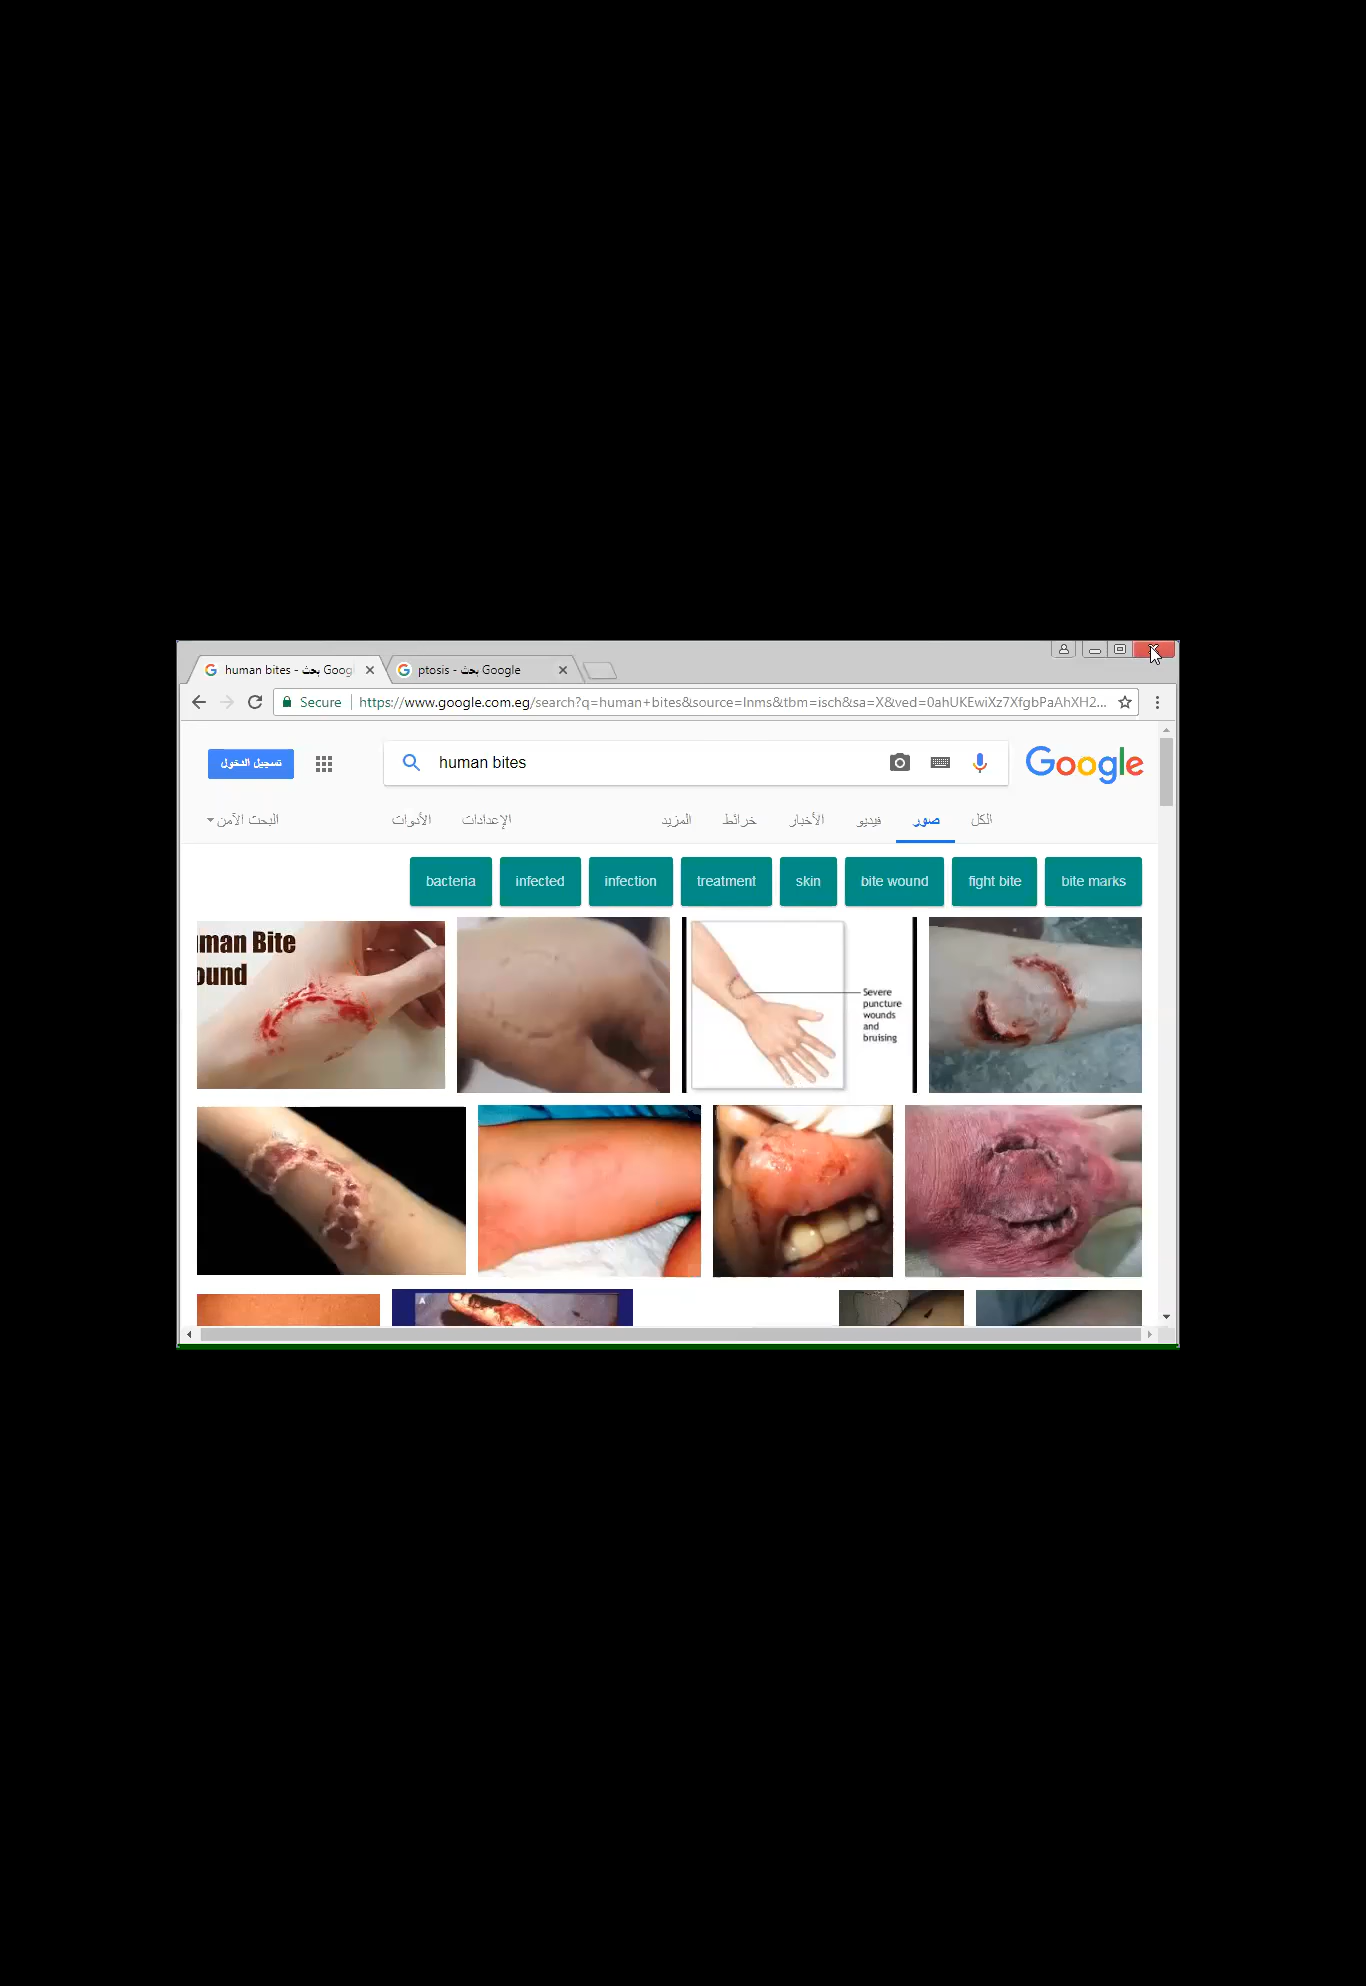 human bites - بحث Goog
ptosis - بحث Google
Secure
https://www.google.com.eg/search?q=human+bites&source=lnms&tbm=isch&sa=X&ved=0ahUKEwiXz7XfgbPaAhXH2...
تسجيل الدخول
human bites
Google
الكل صور فيديو الأخبار خرائط المزيد الإعدادات الأدوات البحث الآمن
bacteria infected infection treatment skin bite wound fight bite bite marks
man Bite
ound
Severe
puncture
wounds
and
bruising
A